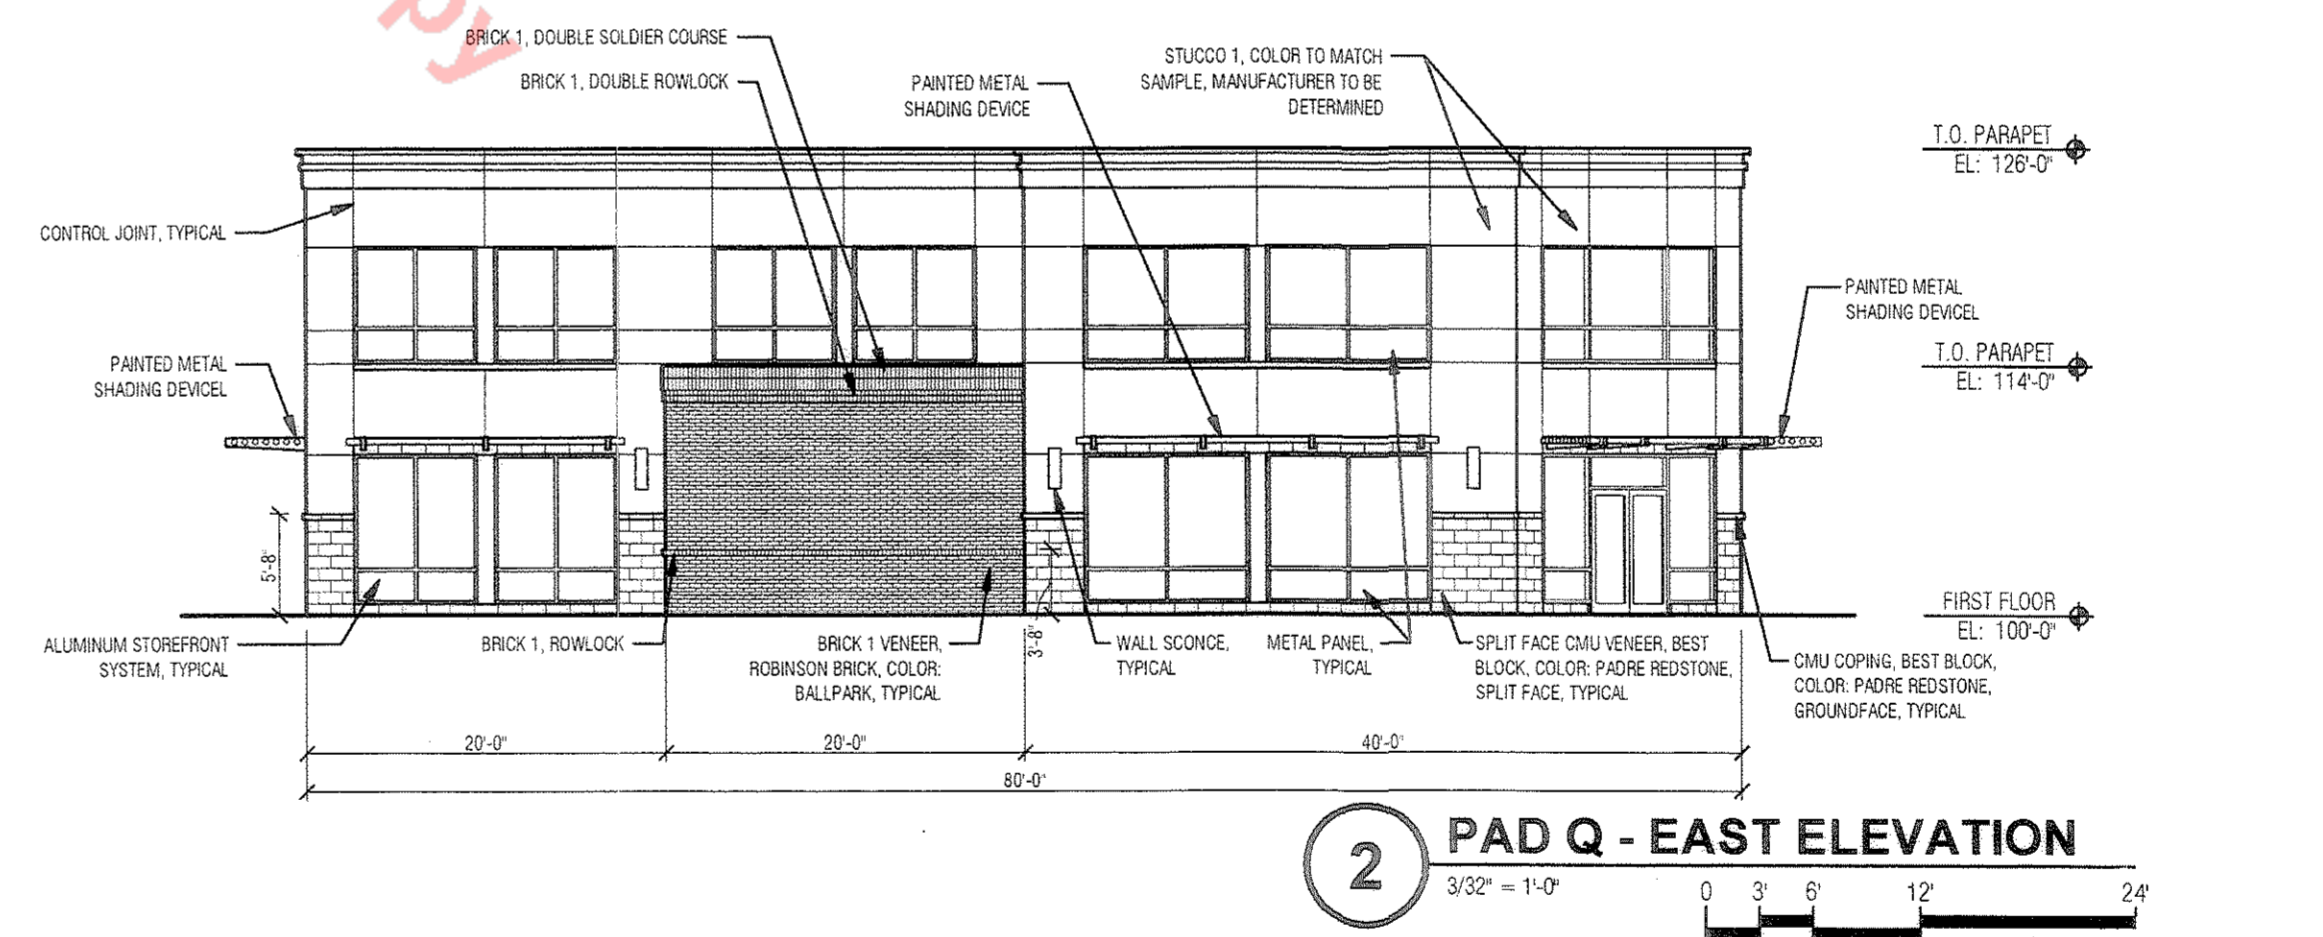 py
BRICK 1, DOUBLE SOLDIER COURSE
BRICK 1, DOUBLE ROWLOCK
PAINTED METAL
SHADING DEVICE
STUCCO 1, COLOR TO MATCH
SAMPLE, MANUFACTURER TO BE
DETERMINED
T.O. PARAPET
EL: 126'-0"
CONTROL JOINT, TYPICAL
PAINTED METAL
SHADING DEVICEL
PAINTED METAL
SHADING DEVICEL
T.O. PARAPET
EL: 114'-0"
5'-8"
FIRST FLOOR
EL: 100'-0"
ALUMINUM STOREFRONT
SYSTEM, TYPICAL
BRICK 1, ROWLOCK
BRICK 1 VENEER,
ROBINSON BRICK, COLOR:
BALLPARK, TYPICAL
3'-8"
WALL SCONCE,
TYPICAL
METAL PANEL,
TYPICAL
SPLIT FACE CMU VENEER, BEST
BLOCK, COLOR: PADRE REDSTONE,
SPLIT FACE, TYPICAL
CMU COPING, BEST BLOCK,
COLOR: PADRE REDSTONE,
GROUNDFACE, TYPICAL
20'-0"
20'-0"
40'-0"
80'-0"
2
PAD Q - EAST ELEVATION
3/32" = 1'-0"
0 3' 6' 12' 24'